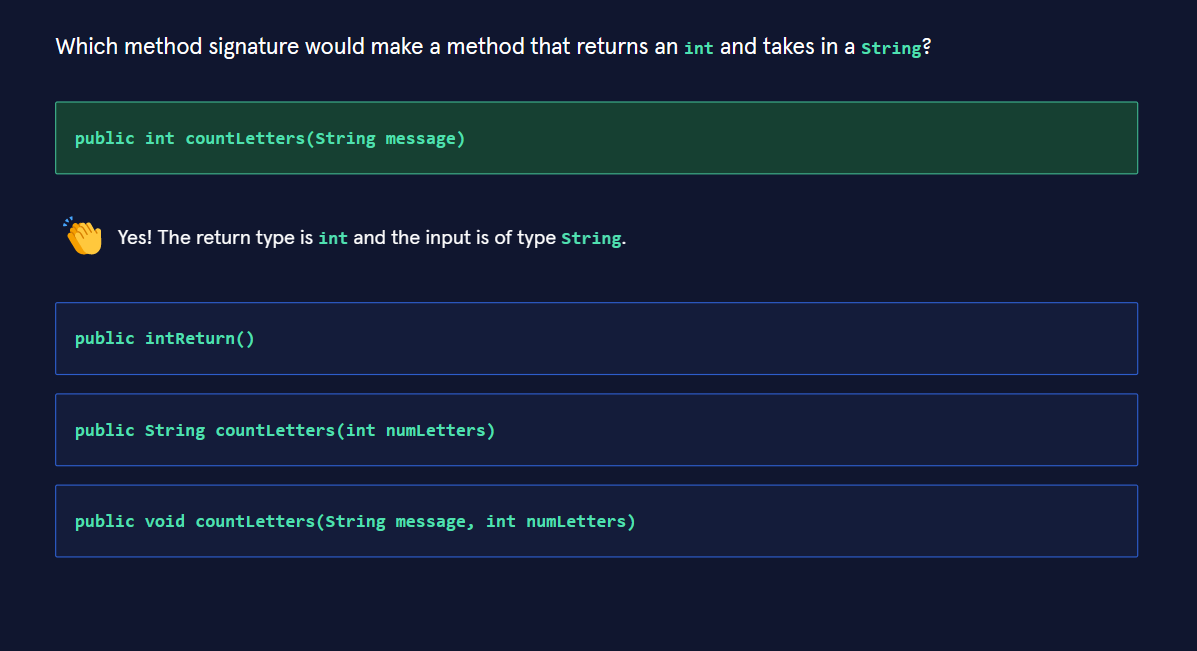 Which method signature would make a method that returns an int and takes in a String?
public int countLetters(String message)
Yes! The return type is int and the input is of type String.
public intReturn()
public String countLetters(int numLetters)
public void countLetters(String message, int numLetters)